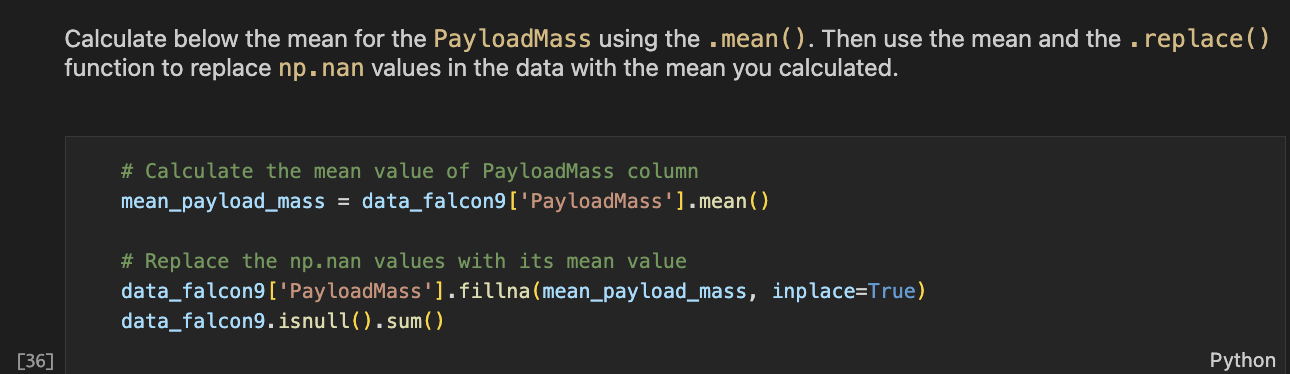 Calculate below the mean for the PayloadMass using the .mean(). Then use the mean and the .replace()
function to replace np.nan values in the data with the mean you calculated.
# Calculate the mean value of PayloadMass column
mean_payload_mass = data_falcon9['PayloadMass'].mean()
# Replace the np.nan values with its mean value
data_falcon9['PayloadMass'].fillna(mean_payload_mass, inplace=True)
data_falcon9.isnull().sum()
[36]
Python